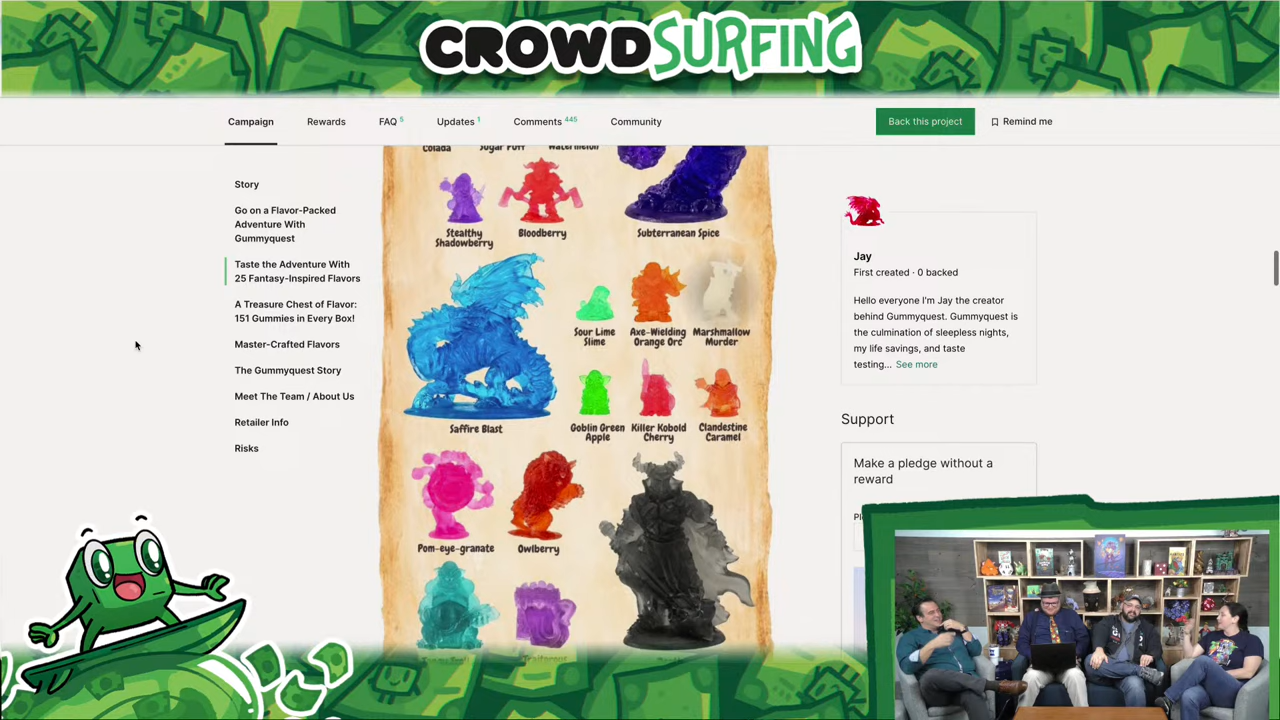 CROWDSURFING
Campaign
Rewards
FAQ 5
Updates 1
Comments 445
Community
Back this project
Remind me
Story
Go on a Flavor-Packed
Adventure With
Gummyquest
Taste the Adventure With
25 Fantasy-Inspired Flavors
A Treasure Chest of Flavor:
151 Gummies in Every Box!
Master-Crafted Flavors
The Gummyquest Story
Meet The Team / About Us
Retailer Info
Risks
Colada
Sugar Puff
Watermelon
Stealthy
Shadowberry
Bloodberry
Subterranean Spice
Saffire Blast
Sour Lime
Slime
Axe-Wielding
Orange Orc
Marshmallow
Murder
Goblin Green
Apple
Killer Kobold
Cherry
Clandestine
Caramel
Pom-eye-granate
Owlberry
Traitorous
Jay
First created · 0 backed
Hello everyone I'm Jay the creator
behind Gummyquest. Gummyquest is
the culmination of sleepless nights,
my life savings, and taste
testing... See more
Support
Make a pledge without a
reward